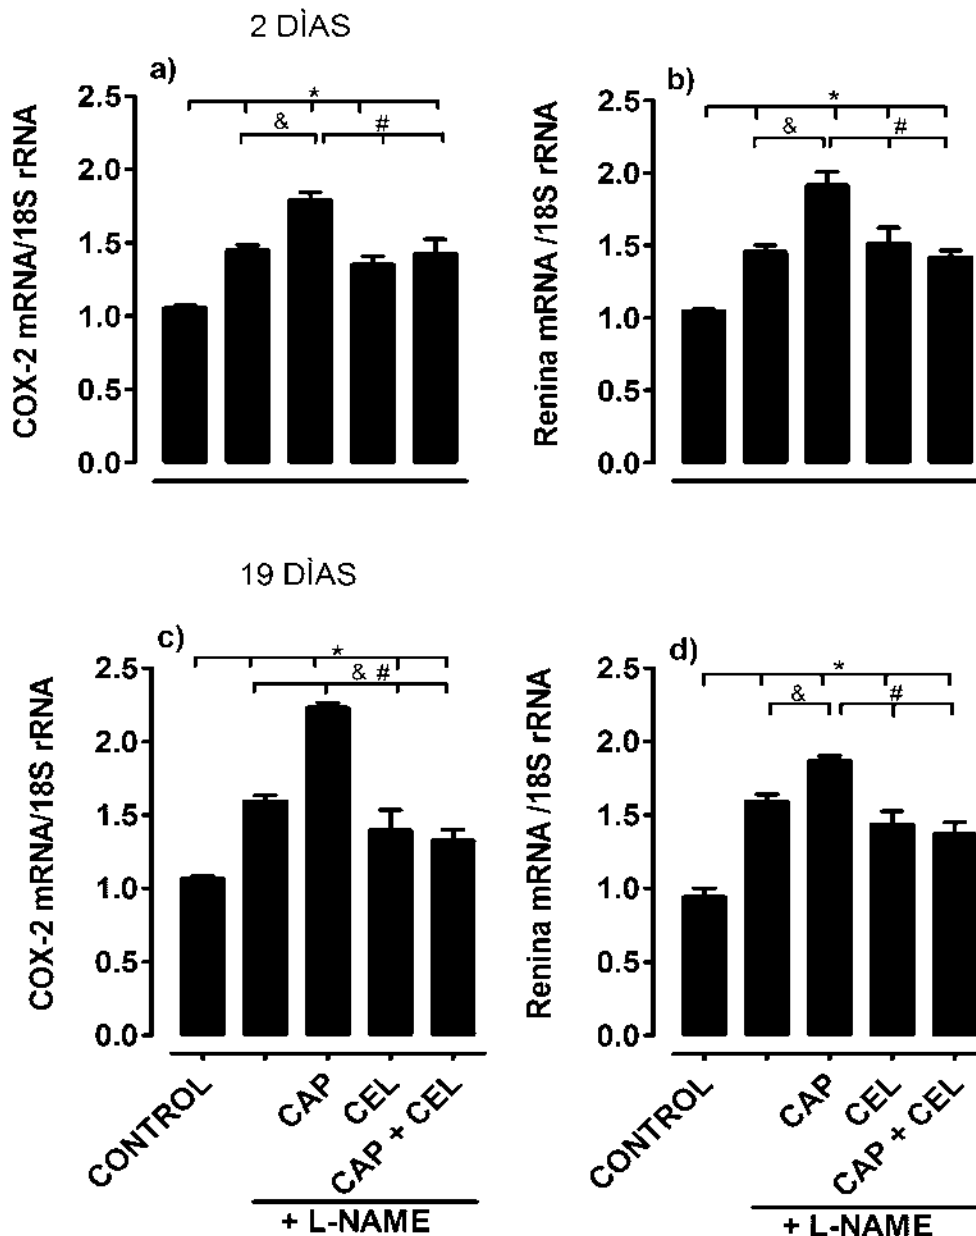 2 DÌAS
a)
COX-2 mRNA/18S rRNA
2.5
2.0
1.5
1.0
0.5
0.0
*
& #
b)
Renina mRNA /18S rRNA
2.5
2.0
1.5
1.0
0.5
0.0
*
& #
19 DÌAS
c)
COX-2 mRNA/18S rRNA
2.5
2.0
1.5
1.0
0.5
0.0
*
& #
CONTROL
CAP
CEL
CAP + CEL
+ L-NAME
d)
Renina mRNA /18S rRNA
2.5
2.0
1.5
1.0
0.5
0.0
*
& #
CONTROL
CAP
CEL
CAP + CEL
+ L-NAME